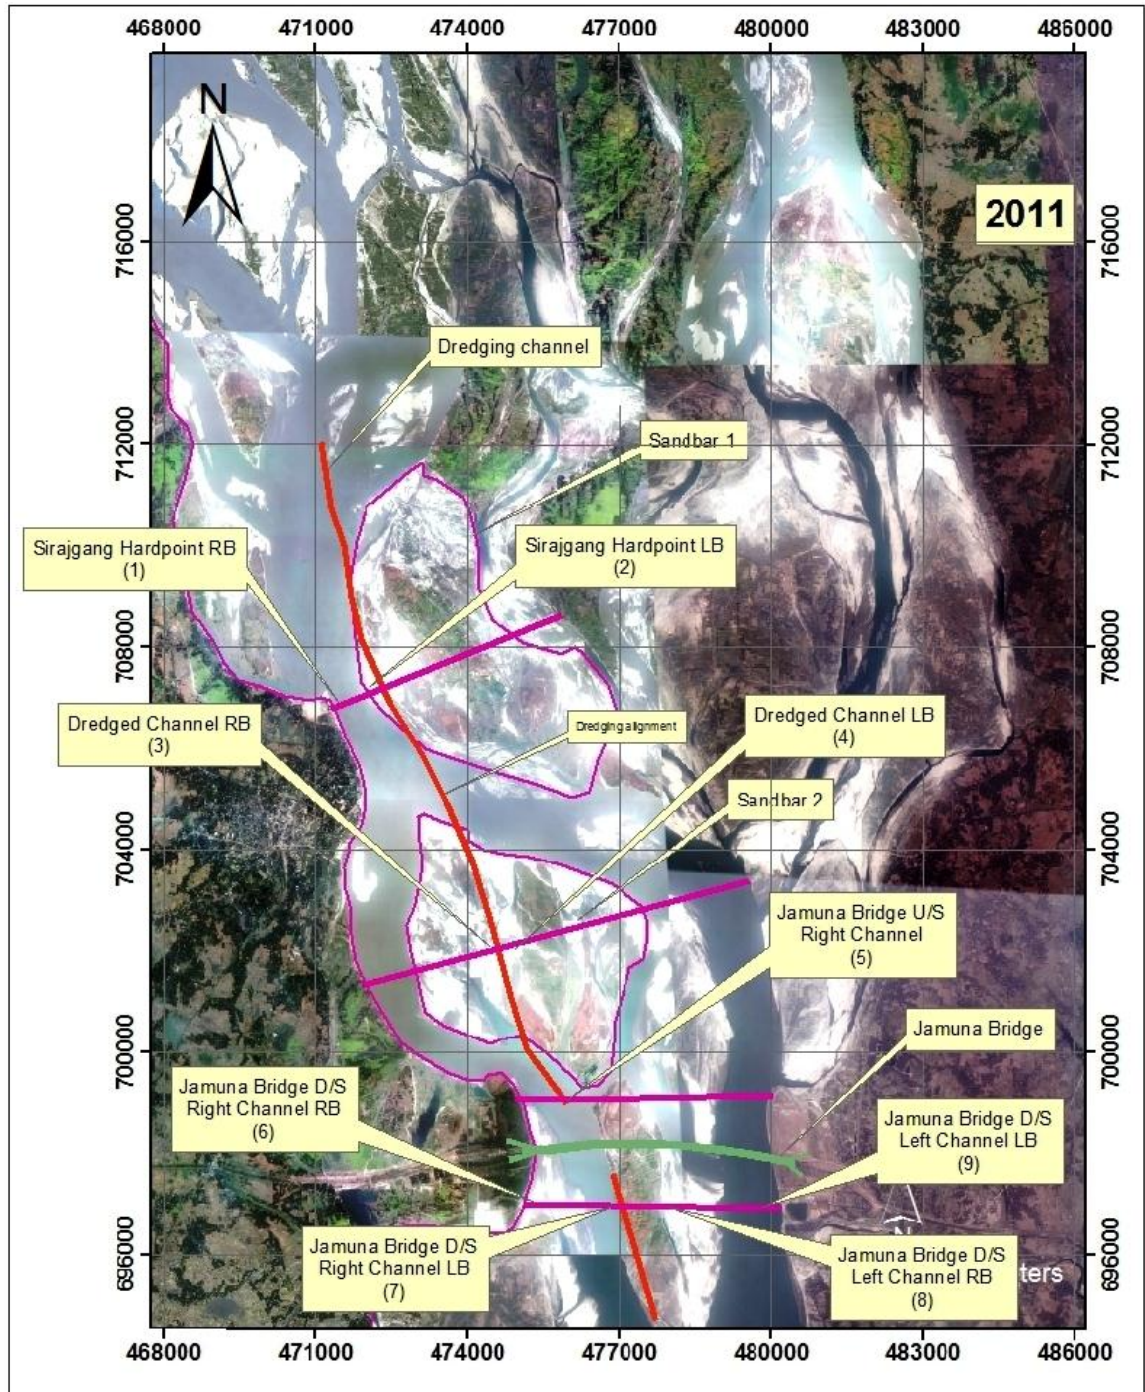 468000 471000 474000 477000 480000 483000 486000
N
2011
716000 716000
Dredging channel
712000 712000
Sandbar 1
Sirajgang Hardpoint RB
(1)
Sirajgang Hardpoint LB
(2)
708000 708000
Dredged Channel RB
(3)
Dredging alignment
Dredged Channel LB
(4)
Sandbar 2
704000 704000
Jamuna Bridge U/S
Right Channel
(5)
700000 700000
Jamuna Bridge
Jamuna Bridge D/S
Right Channel RB
(6)
Jamuna Bridge D/S
Left Channel LB
(9)
N
696000 696000
Jamuna Bridge D/S
Right Channel LB
(7)
Jamuna Bridge D/S
Left Channel RB
(8)
ters
468000 471000 474000 477000 480000 483000 486000